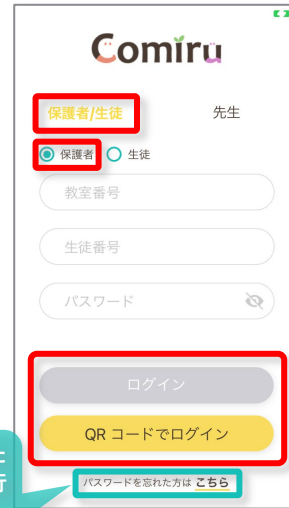 Comiru
保護者/生徒 先生
保護者 生徒
教室番号
生徒番号
パスワード
ログイン
QR コードでログイン
パスワードを忘れた方は こちら